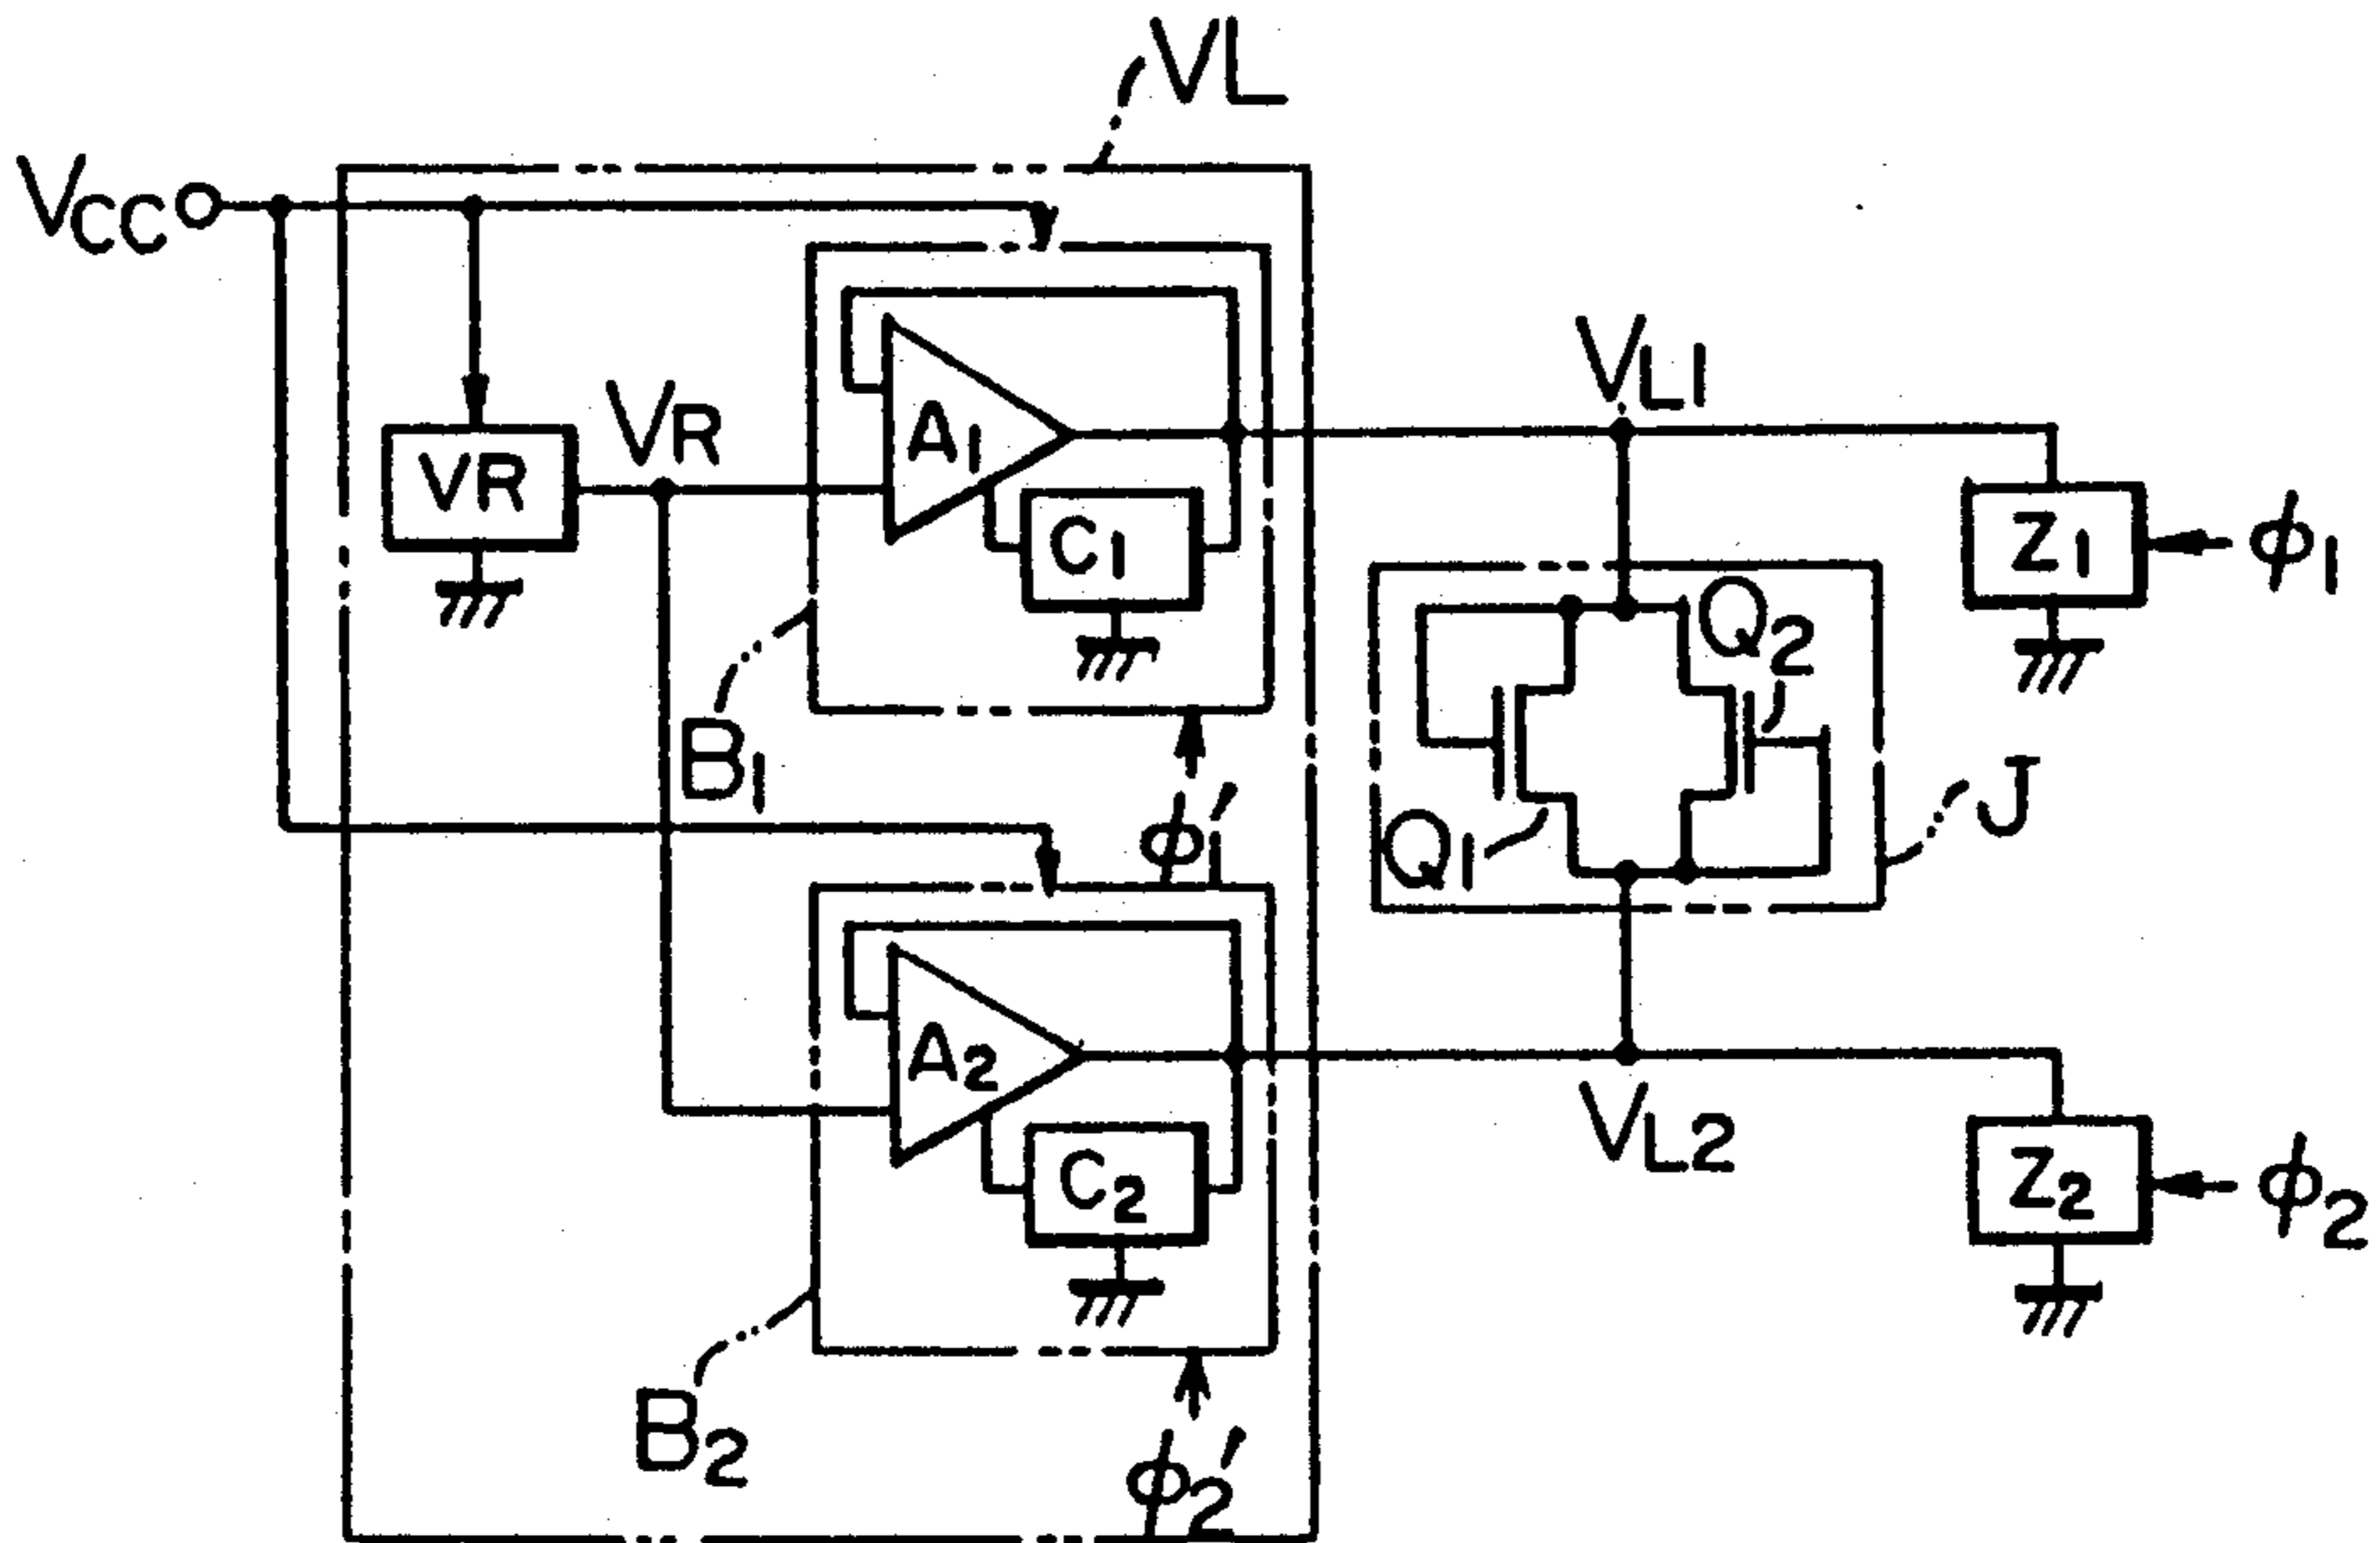 VL
VCC
VL1
VR
VR
A1
C1
Z1
ϕ1
Q2
B1
J
Q1
ϕ1′
A2
VL2
C2
Z2
ϕ2
B2
ϕ2′